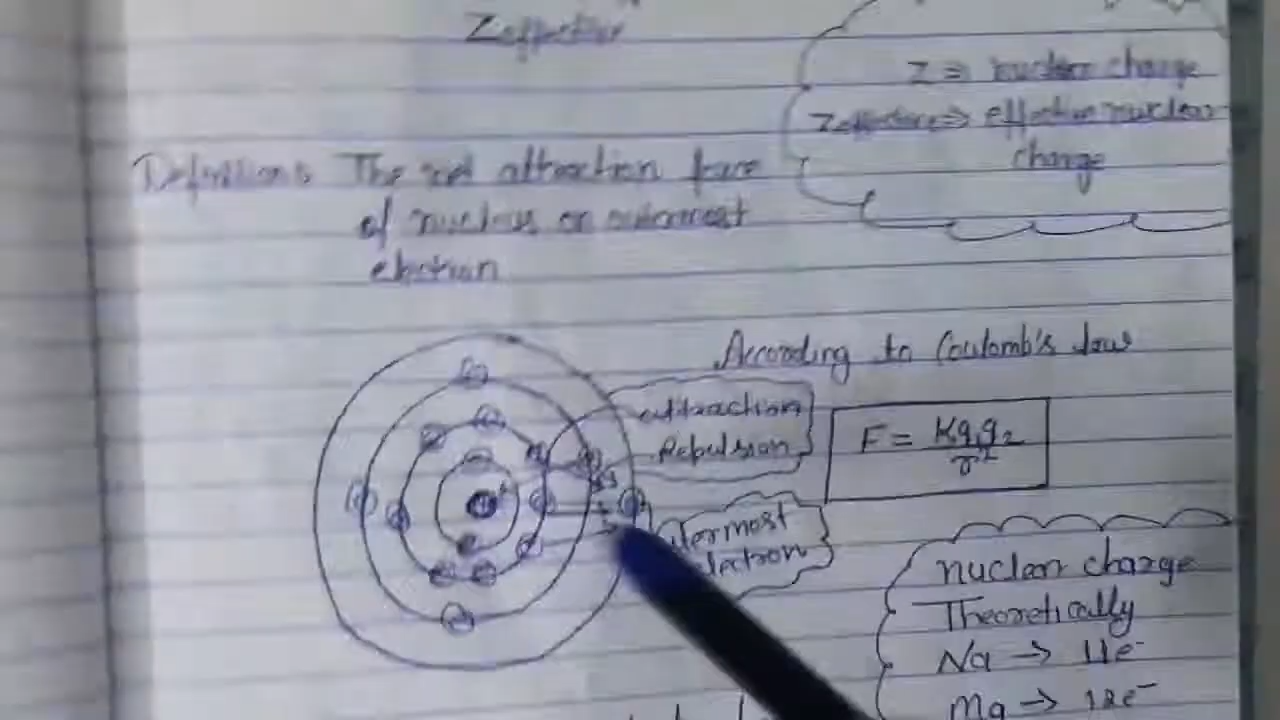 Zeffective
Z ⇒ nuclear charge
Zeffective ⇒ effective nuclear
charge
Definition: The net attraction force
of nucleus on outermost
electron
According to Coulomb's law
attraction
Repulsion
F = Kq₁q₂
r²
electron
nuclear charge
Theoretically
Na → 11e⁻
Mg → 12e⁻